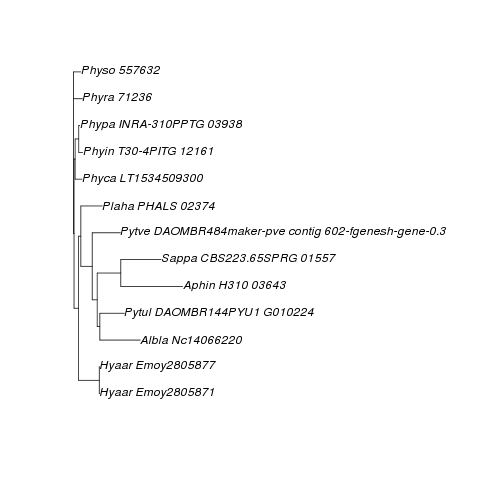 Physo 557632
Phyra 71236
Phypa INRA-310PPTG 03938
Phyin T30-4PITG 12161
Phyca LT1534509300
Plaha PHALS 02374
Pytve DAOMBR484maker-pve contig 602-fgenesh-gene-0.3
Sappa CBS223.65SPRG 01557
Aphin H310 03643
Pytul DAOMBR144PYU1 G010224
Albla Nc14066220
Hyaar Emoy2805877
Hyaar Emoy2805871